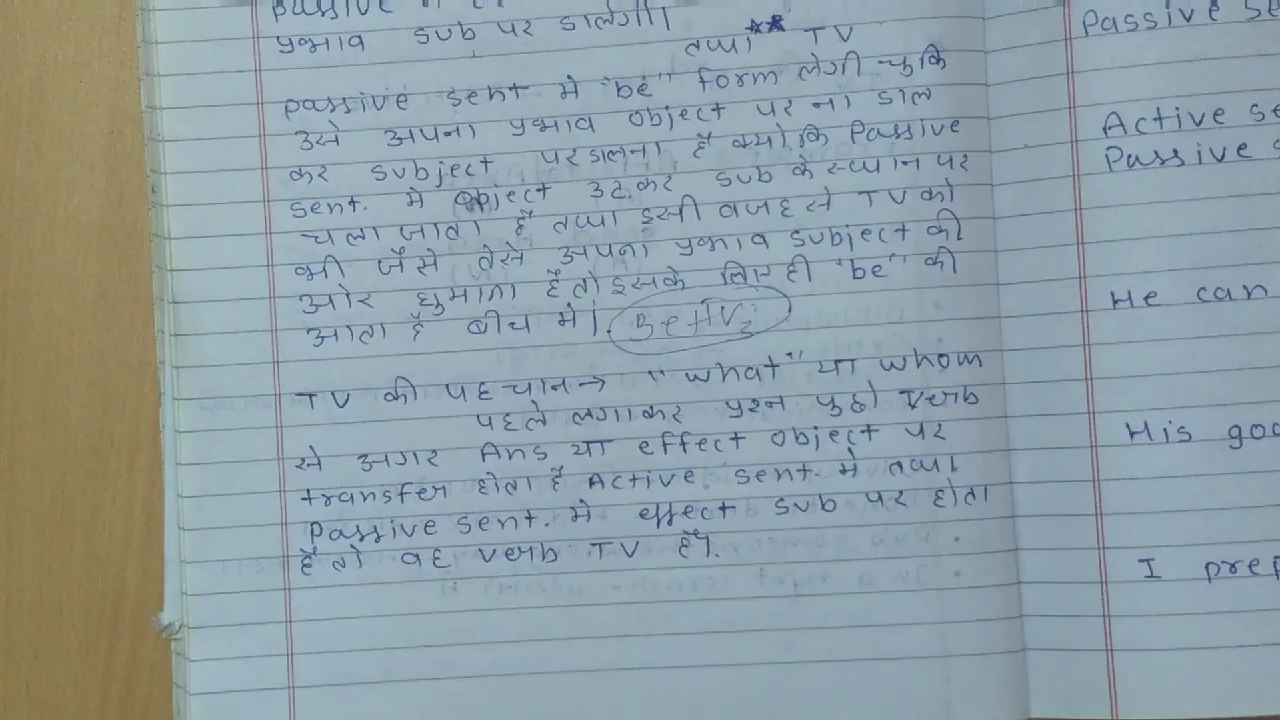 passive
प्रभाव sub पर डालेगा।
तथा ** TV
passive sent में "be" form लेगी चुकि
उसे अपना प्रभाव object पर ना डाल
कर subject पर डालना है क्यों कि Passive
sent. में object उठ कर sub के स्थान पर
चला जाता है तथा इसी वजह से TV को
भी जैसे तैसे अपना प्रभाव subject की
ओर घुमाना है तो इसके लिए ही "be" की
आता है बीच में। Be+V3
TV की पहचान → "what" या whom
पहले लगाकर प्रश्न पुछो Verb
से अगर Ans या effect object पर
transfer होता है Active sent. में तथा
Passive sent. में effect sub पर होता
है तो वह verb TV है।
Passive se
Active se
Passive
He can
His goo
I prep